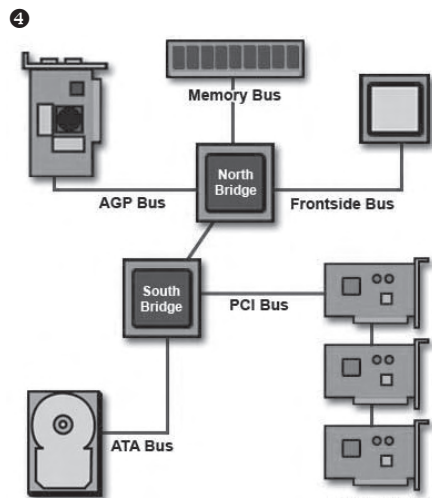 ❹
Memory Bus
North
Bridge
AGP Bus
Frontside Bus
South
Bridge
PCI Bus
ATA Bus